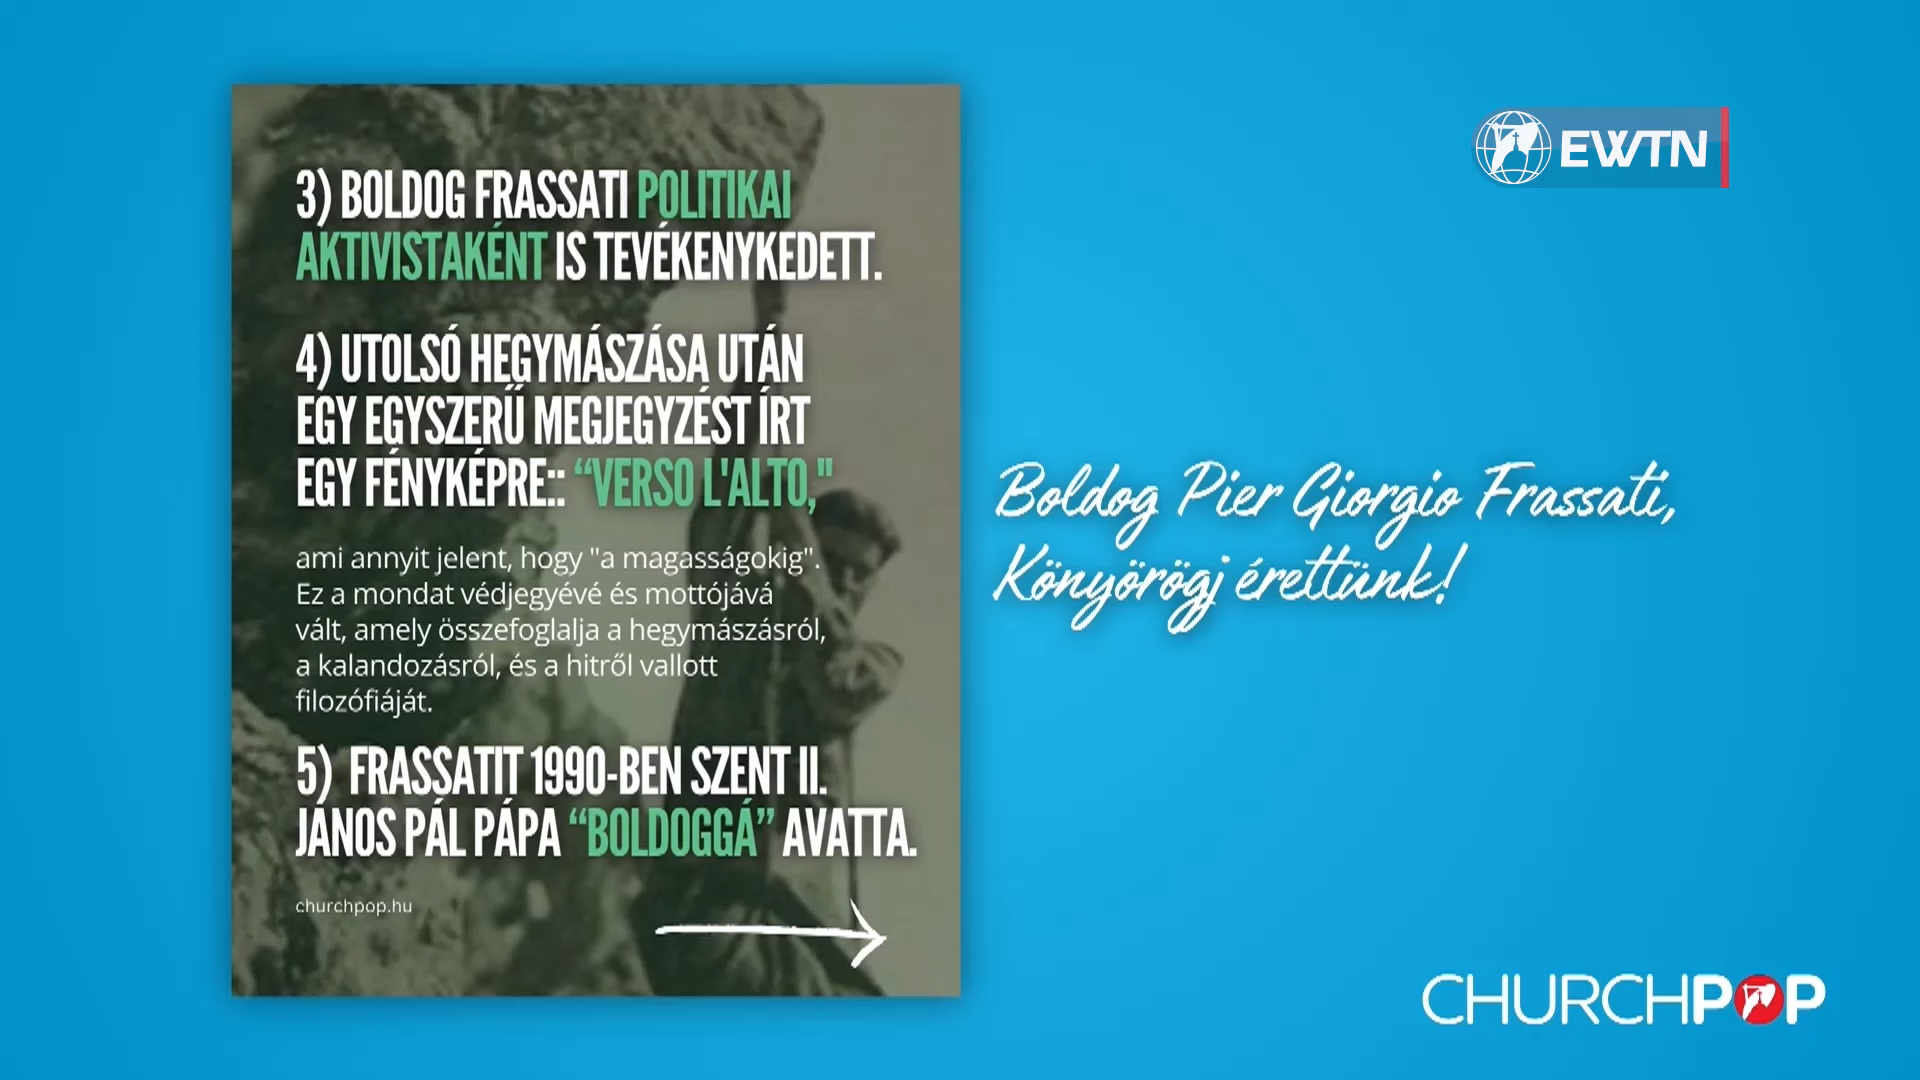 3) BOLDOG FRASSATI POLITIKAI
AKTIVISTAKÉNT IS TEVÉKENYKEDETT.
4) UTOLSÓ HEGYMÁSZÁSA UTÁN
EGY EGYSZERŰ MEGJEGYZÉST ÍRT
EGY FÉNYKÉPRE:: “VERSO L'ALTO,"
ami annyit jelent, hogy "a magasságokig".
Ez a mondat védjegyévé és mottójává
vált, amely összefoglalja a hegymászásról,
a kalandozásról, és a hitről vallott
filozófiáját.
5) FRASSATIT 1990-BEN SZENT II.
JÁNOS PÁL PÁPA “BOLDOGGÁ” AVATTA.
churchpop.hu
EWTN
Boldog Pier Giorgio Frassati,
Könyörögj érettünk!
CHURCHPOP